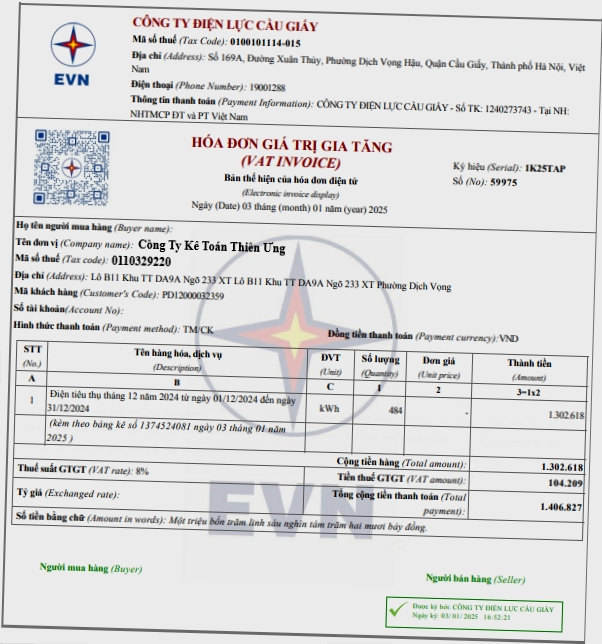 CÔNG TY ĐIỆN LỰC CẦU GIẤY
Mã số thuế (Tax Code): 0100101114-015
Địa chỉ (Address): Số 169A, Đường Xuân Thủy, Phường Dịch Vọng Hậu, Quận Cầu Giấy, Thành phố Hà Nội, Việt
Nam
Điện thoại (Phone Number): 19001288
Thông tin thanh toán (Payment Information): CÔNG TY ĐIỆN LỰC CẦU GIẤY - Số TK: 1240273743 - Tại NH:
NHTMCP ĐT và PT Việt Nam
EVN
HÓA ĐƠN GIÁ TRỊ GIA TĂNG
(VAT INVOICE)
Bản thể hiện của hóa đơn điện tử
(Electronic invoice display)
Ngày (Date) 03 tháng (month) 01 năm (year) 2025
Ký hiệu (Serial): 1K25TAP
Số (No): 59975
Họ tên người mua hàng (Buyer name):
Tên đơn vị (Company name): Công Ty Kế Toán Thiên Ưng
Mã số thuế (Tax code): 0110329220
Địa chỉ (Address): Lô B11 Khu TT DA9A Ngõ 233 XT Lô B11 Khu TT DA9A Ngõ 233 XT Phường Dịch Vọng
Mã khách hàng (Customer's Code): PD12000032359
Số tài khoản(Account No):
Hình thức thanh toán (Payment method): TM/CK
Đồng tiền thanh toán (Payment currency):VND
STT Tên hàng hóa, dịch vụ ĐVT Số lượng Đơn giá Thành tiền
(No.) (Description) (Unit) (Quantity) (Unit price) (Amount)
A B C 1 2 3=1x2
1 Điện tiêu thụ tháng 12 năm 2024 từ ngày 01/12/2024 đến ngày
31/12/2024 kWh 484 - 1.302.618
(kèm theo bảng kê số 1374524081 ngày 03 tháng 01 năm
2025 )
Cộng tiền hàng (Total amount): 1.302.618
Thuế suất GTGT (VAT rate): 8% Tiền thuế GTGT (VAT amount): 104.209
Tỷ giá (Exchanged rate): Tổng cộng tiền thanh toán (Total
payment): 1.406.827
Số tiền bằng chữ (Amount in words): Một triệu bốn trăm linh sáu nghìn tám trăm hai mươi bảy đồng.
EVN
Người mua hàng (Buyer)
Người bán hàng (Seller)
Được ký bởi: CÔNG TY ĐIỆN LỰC CẦU GIẤY
Ngày ký: 03/01/2025 16:52:21